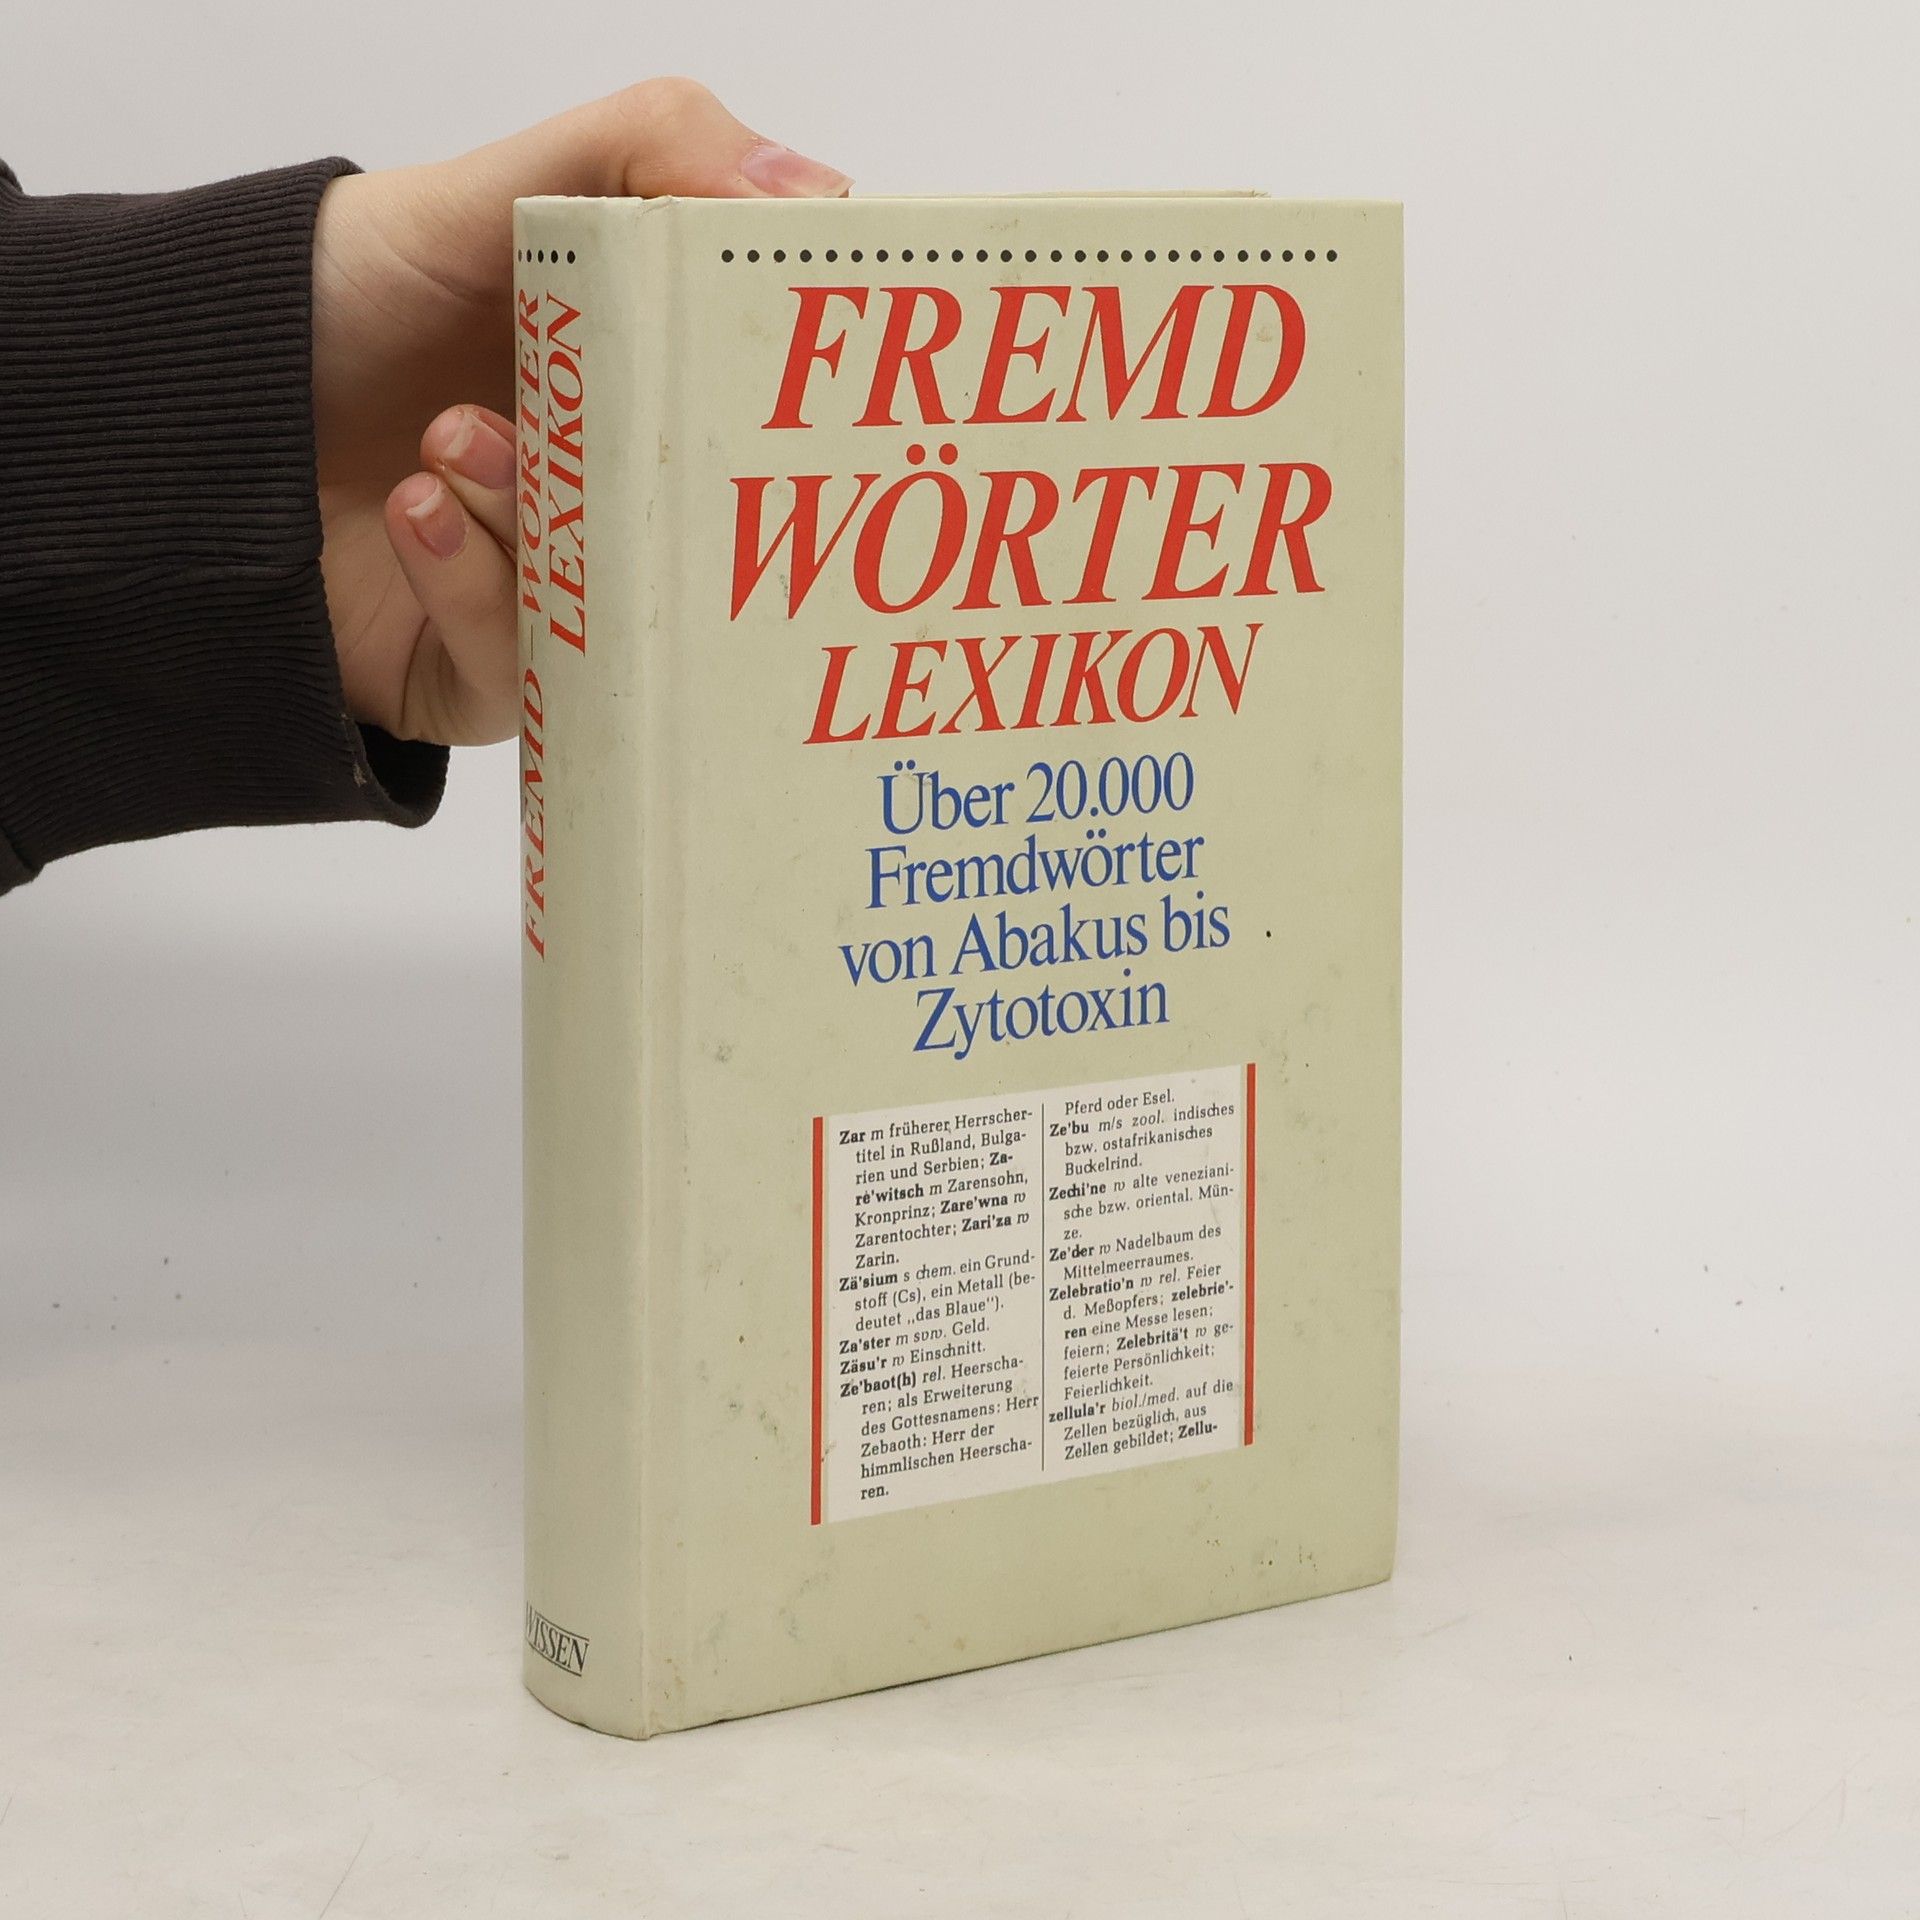 FREMD-WÖRTER
LEXIKON
WISSEN
FREMD
WÖRTER
LEXIKON
Über 20.000
Fremdwörter
von Abakus bis
Zytotoxin
Zar m früherer Herrscher-
titel in Rußland, Bulga-
rien und Serbien; Za-
re'witsch m Zarensohn,
Kronprinz; Zare'wna w
Zarentochter; Zari'za w
Zarin.
Zä'sium s chem. ein Grund-
stoff (Cs), ein Metall (be-
deutet „das Blaue").
Za'ster m svw. Geld.
Zäsu'r w Einschnitt.
Ze'baot(h) rel. Heerscha-
ren; als Erweiterung
des Gottesnamens: Herr
Zebaoth: Herr der
himmlischen Heerscha-
ren.
Pferd oder Esel.
Ze'bu m/s zool. indisches
bzw. ostafrikanisches
Buckelrind.
Zechi'ne w alte veneziani-
sche bzw. oriental. Mün-
ze.
Ze'der w Nadelbaum des
Mittelmeerraumes.
Zelebratio'n w rel. Feier
d. Meßopfers; zelebrie'-
ren eine Messe lesen;
feiern; Zelebritä't w ge-
feierte Persönlichkeit;
Feierlichkeit.
zellula'r biol./med. auf die
Zellen bezüglich, aus
Zellen gebildet; Zellu-